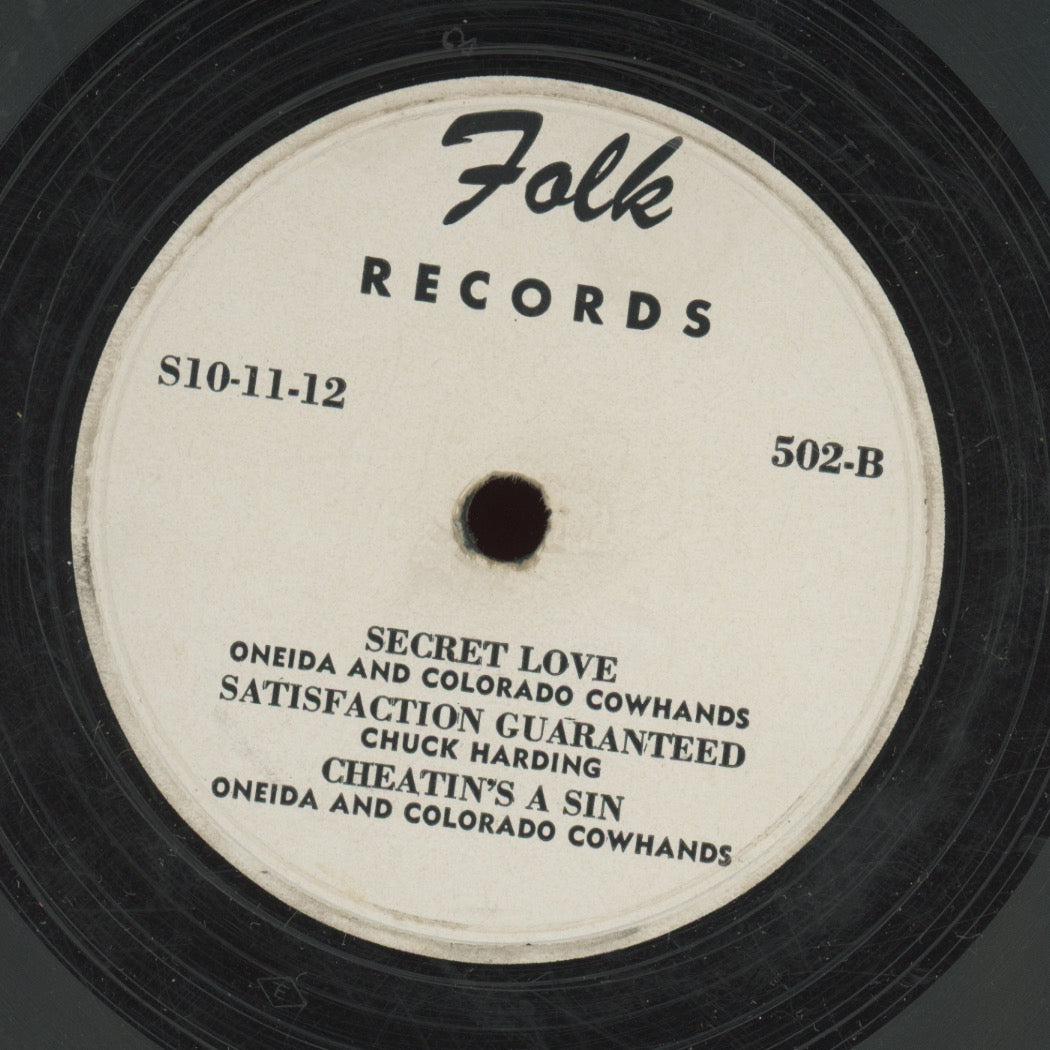 Folk
RECORDS
S10-11-12
502-B
SECRET LOVE
ONEIDA AND COLORADO COWHANDS
SATISFACTION GUARANTEED
CHUCK HARDING
CHEATIN'S A SIN
ONEIDA AND COLORADO COWHANDS